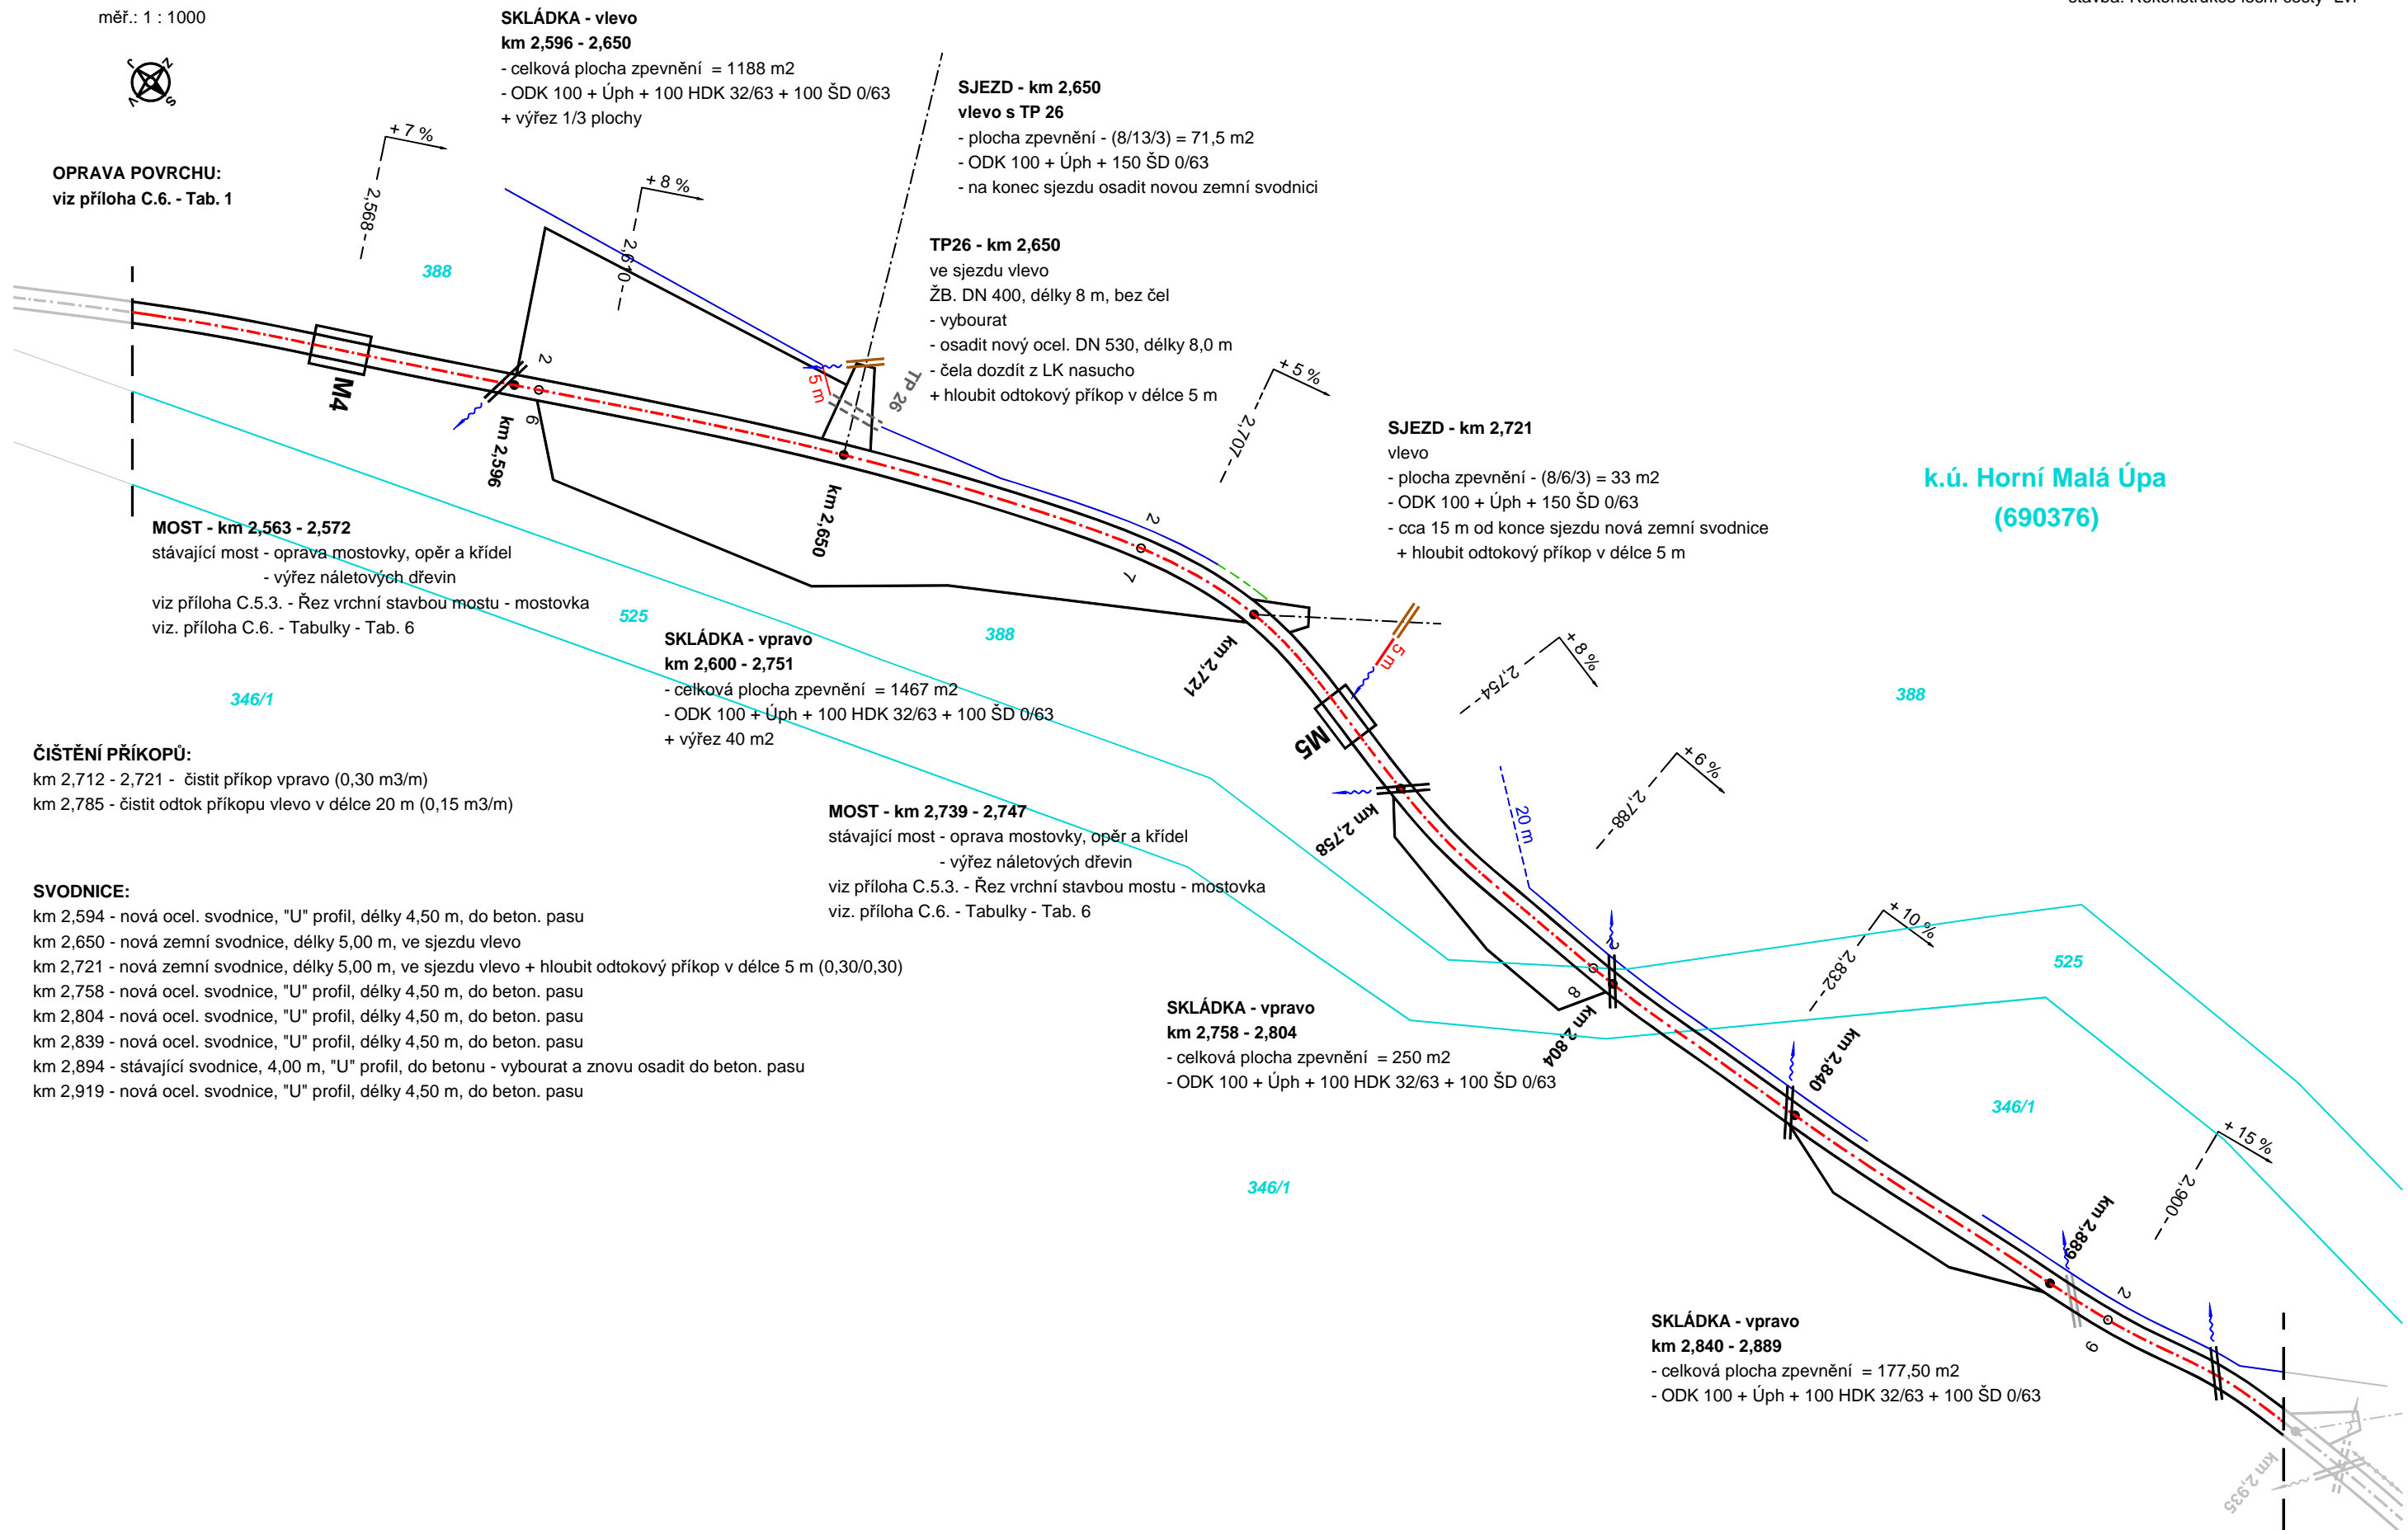 měř.: 1 : 1000
J
Z
V
S
OPRAVA POVRCHU:
viz příloha C.6. - Tab. 1
SKLÁDKA - vlevo
km 2,596 - 2,650
- celková plocha zpevnění = 1188 m2
- ODK 100 + Úph + 100 HDK 32/63 + 100 ŠD 0/63
+ výřez 1/3 plochy
SJEZD - km 2,650
vlevo s TP 26
- plocha zpevnění - (8/13/3) = 71,5 m2
- ODK 100 + Úph + 150 ŠD 0/63
- na konec sjezdu osadit novou zemní svodnici
TP26 - km 2,650
ve sjezdu vlevo
ŽB. DN 400, délky 8 m, bez čel
- vybourat
- osadit nový ocel. DN 530, délky 8,0 m
- čela dozdít z LK nasucho
+ hloubit odtokový příkop v délce 5 m
+ 7 %
2,568
+ 8 %
2,610
388
M4
2
6
km 2,596
5 m
TP 26
km 2,650
+ 5 %
2,707
SJEZD - km 2,721
vlevo
- plocha zpevnění - (8/6/3) = 33 m2
- ODK 100 + Úph + 150 ŠD 0/63
- cca 15 m od konce sjezdu nová zemní svodnice
+ hloubit odtokový příkop v délce 5 m
k.ú. Horní Malá Úpa
(690376)
MOST - km 2,563 - 2,572
stávající most - oprava mostovky, opěr a křídel
- výřez náletových dřevin
viz příloha C.5.3. - Řez vrchní stavbou mostu - mostovka
viz. příloha C.6. - Tabulky - Tab. 6
2
7
525
388
SKLÁDKA - vpravo
km 2,600 - 2,751
- celková plocha zpevnění = 1467 m2
- ODK 100 + Úph + 100 HDK 32/63 + 100 ŠD 0/63
+ výřez 40 m2
km 2,721
5 m
+ 8 %
2,754
388
346/1
M5
ČIŠTĚNÍ PŘÍKOPŮ:
km 2,712 - 2,721 - čistit příkop vpravo (0,30 m3/m)
km 2,785 - čistit odtok příkopu vlevo v délce 20 m (0,15 m3/m)
+ 6 %
2,788
20 m
km 2,758
MOST - km 2,739 - 2,747
stávající most - oprava mostovky, opěr a křídel
- výřez náletových dřevin
viz příloha C.5.3. - Řez vrchní stavbou mostu - mostovka
viz. příloha C.6. - Tabulky - Tab. 6
SVODNICE:
km 2,594 - nová ocel. svodnice, "U" profil, délky 4,50 m, do beton. pasu
km 2,650 - nová zemní svodnice, délky 5,00 m, ve sjezdu vlevo
km 2,721 - nová zemní svodnice, délky 5,00 m, ve sjezdu vlevo + hloubit odtokový příkop v délce 5 m (0,30/0,30)
km 2,758 - nová ocel. svodnice, "U" profil, délky 4,50 m, do beton. pasu
km 2,804 - nová ocel. svodnice, "U" profil, délky 4,50 m, do beton. pasu
km 2,839 - nová ocel. svodnice, "U" profil, délky 4,50 m, do beton. pasu
km 2,894 - stávající svodnice, 4,00 m, "U" profil, do betonu - vybourat a znovu osadit do beton. pasu
km 2,919 - nová ocel. svodnice, "U" profil, délky 4,50 m, do beton. pasu
+ 10 %
2,832
2
8
525
SKLÁDKA - vpravo
km 2,758 - 2,804
- celková plocha zpevnění = 250 m2
- ODK 100 + Úph + 100 HDK 32/63 + 100 ŠD 0/63
km 2,804
km 2,840
346/1
346/1
+ 15 %
2,900
km 2,889
2
9
SKLÁDKA - vpravo
km 2,840 - 2,889
- celková plocha zpevnění = 177,50 m2
- ODK 100 + Úph + 100 HDK 32/63 + 100 ŠD 0/63
km 2,935